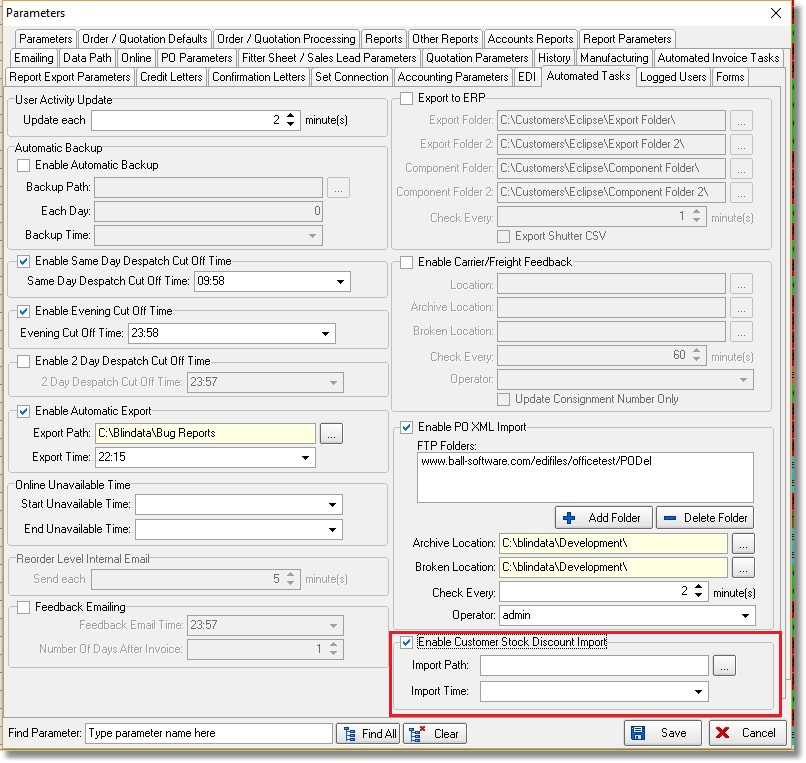 Parameters
Parameters Order / Quotation Defaults Order / Quotation Processing Reports Other Reports Accounts Reports Report Parameters
Emailing Data Path Online PO Parameters Fitter Sheet / Sales Lead Parameters Quotation Parameters History Manufacturing Automated Invoice Tasks
Report Export Parameters Credit Letters Confirmation Letters Set Connection Accounting Parameters EDI Automated Tasks Logged Users Forms
User Activity Update
Update each 2 minute(s)
Automatic Backup
Enable Automatic Backup
Backup Path: ...
Each Day: 0
Backup Time:
Enable Same Day Despatch Cut Off Time
Same Day Despatch Cut Off Time: 09:58
Enable Evening Cut Off Time
Evening Cut Off Time: 23:58
Enable 2 Day Despatch Cut Off Time
2 Day Despatch Cut Off Time: 23:57
Enable Automatic Export
Export Path: C:\Blindata\Bug Reports ...
Export Time: 22:15
Online Unavailable Time
Start Unavailable Time:
End Unavailable Time:
Reorder Level Internal Email
Send each 5 minute(s)
Feedback Emailing
Feedback Email Time: 23:57
Number Of Days After Invoice: 1
Export to ERP
Export Folder: C:\Customers\Eclipse\Export Folder\ ...
Export Folder 2: C:\Customers\Eclipse\Export Folder 2\ ...
Component Folder: C:\Customers\Eclipse\Component Folder\ ...
Component Folder 2: C:\Customers\Eclipse\Component Folder 2\ ...
Check Every: 1 minute(s)
Export Shutter CSV
Enable Carrier/Freight Feedback
Location: ...
Archive Location: ...
Broken Location: ...
Check Every: 60 minute(s)
Operator:
Update Consignment Number Only
Enable PO XML Import
FTP Folders:
www.ball-software.com/edifiles/officetest/PODel
Add Folder Delete Folder
Archive Location: C:\blindata\Development\ ...
Broken Location: C:\blindata\Development\ ...
Check Every: 2 minute(s)
Operator: admin
Enable Customer Stock Discount Import
Import Path: ...
Import Time:
Find Parameter: Type parameter name here Find All Clear Save Cancel